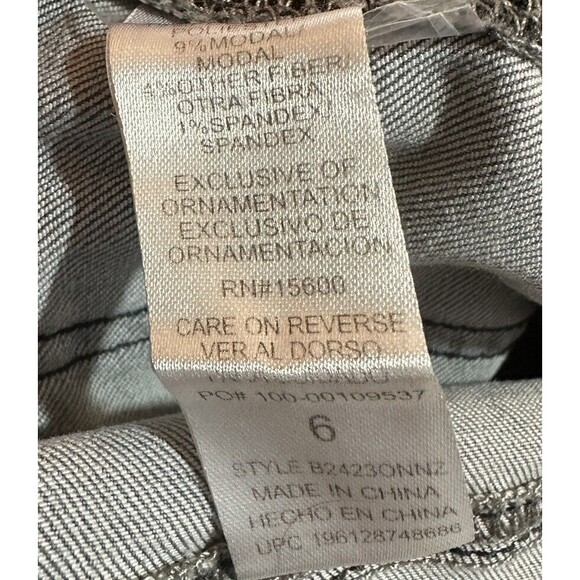 9%MODAL/
MODAL
4%OTHER FIBER/
OTRA FIBRA
1%SPANDEX/
SPANDEX
EXCLUSIVE OF
ORNAMENTATION
EXCLUSIVO DE
ORNAMENTACION
RN#15600
CARE ON REVERSE
VER AL DORSO
PO# 100-00109537
6
STYLE B2423ONNZ
MADE IN CHINA
HECHO EN CHINA
UPC 196128748686